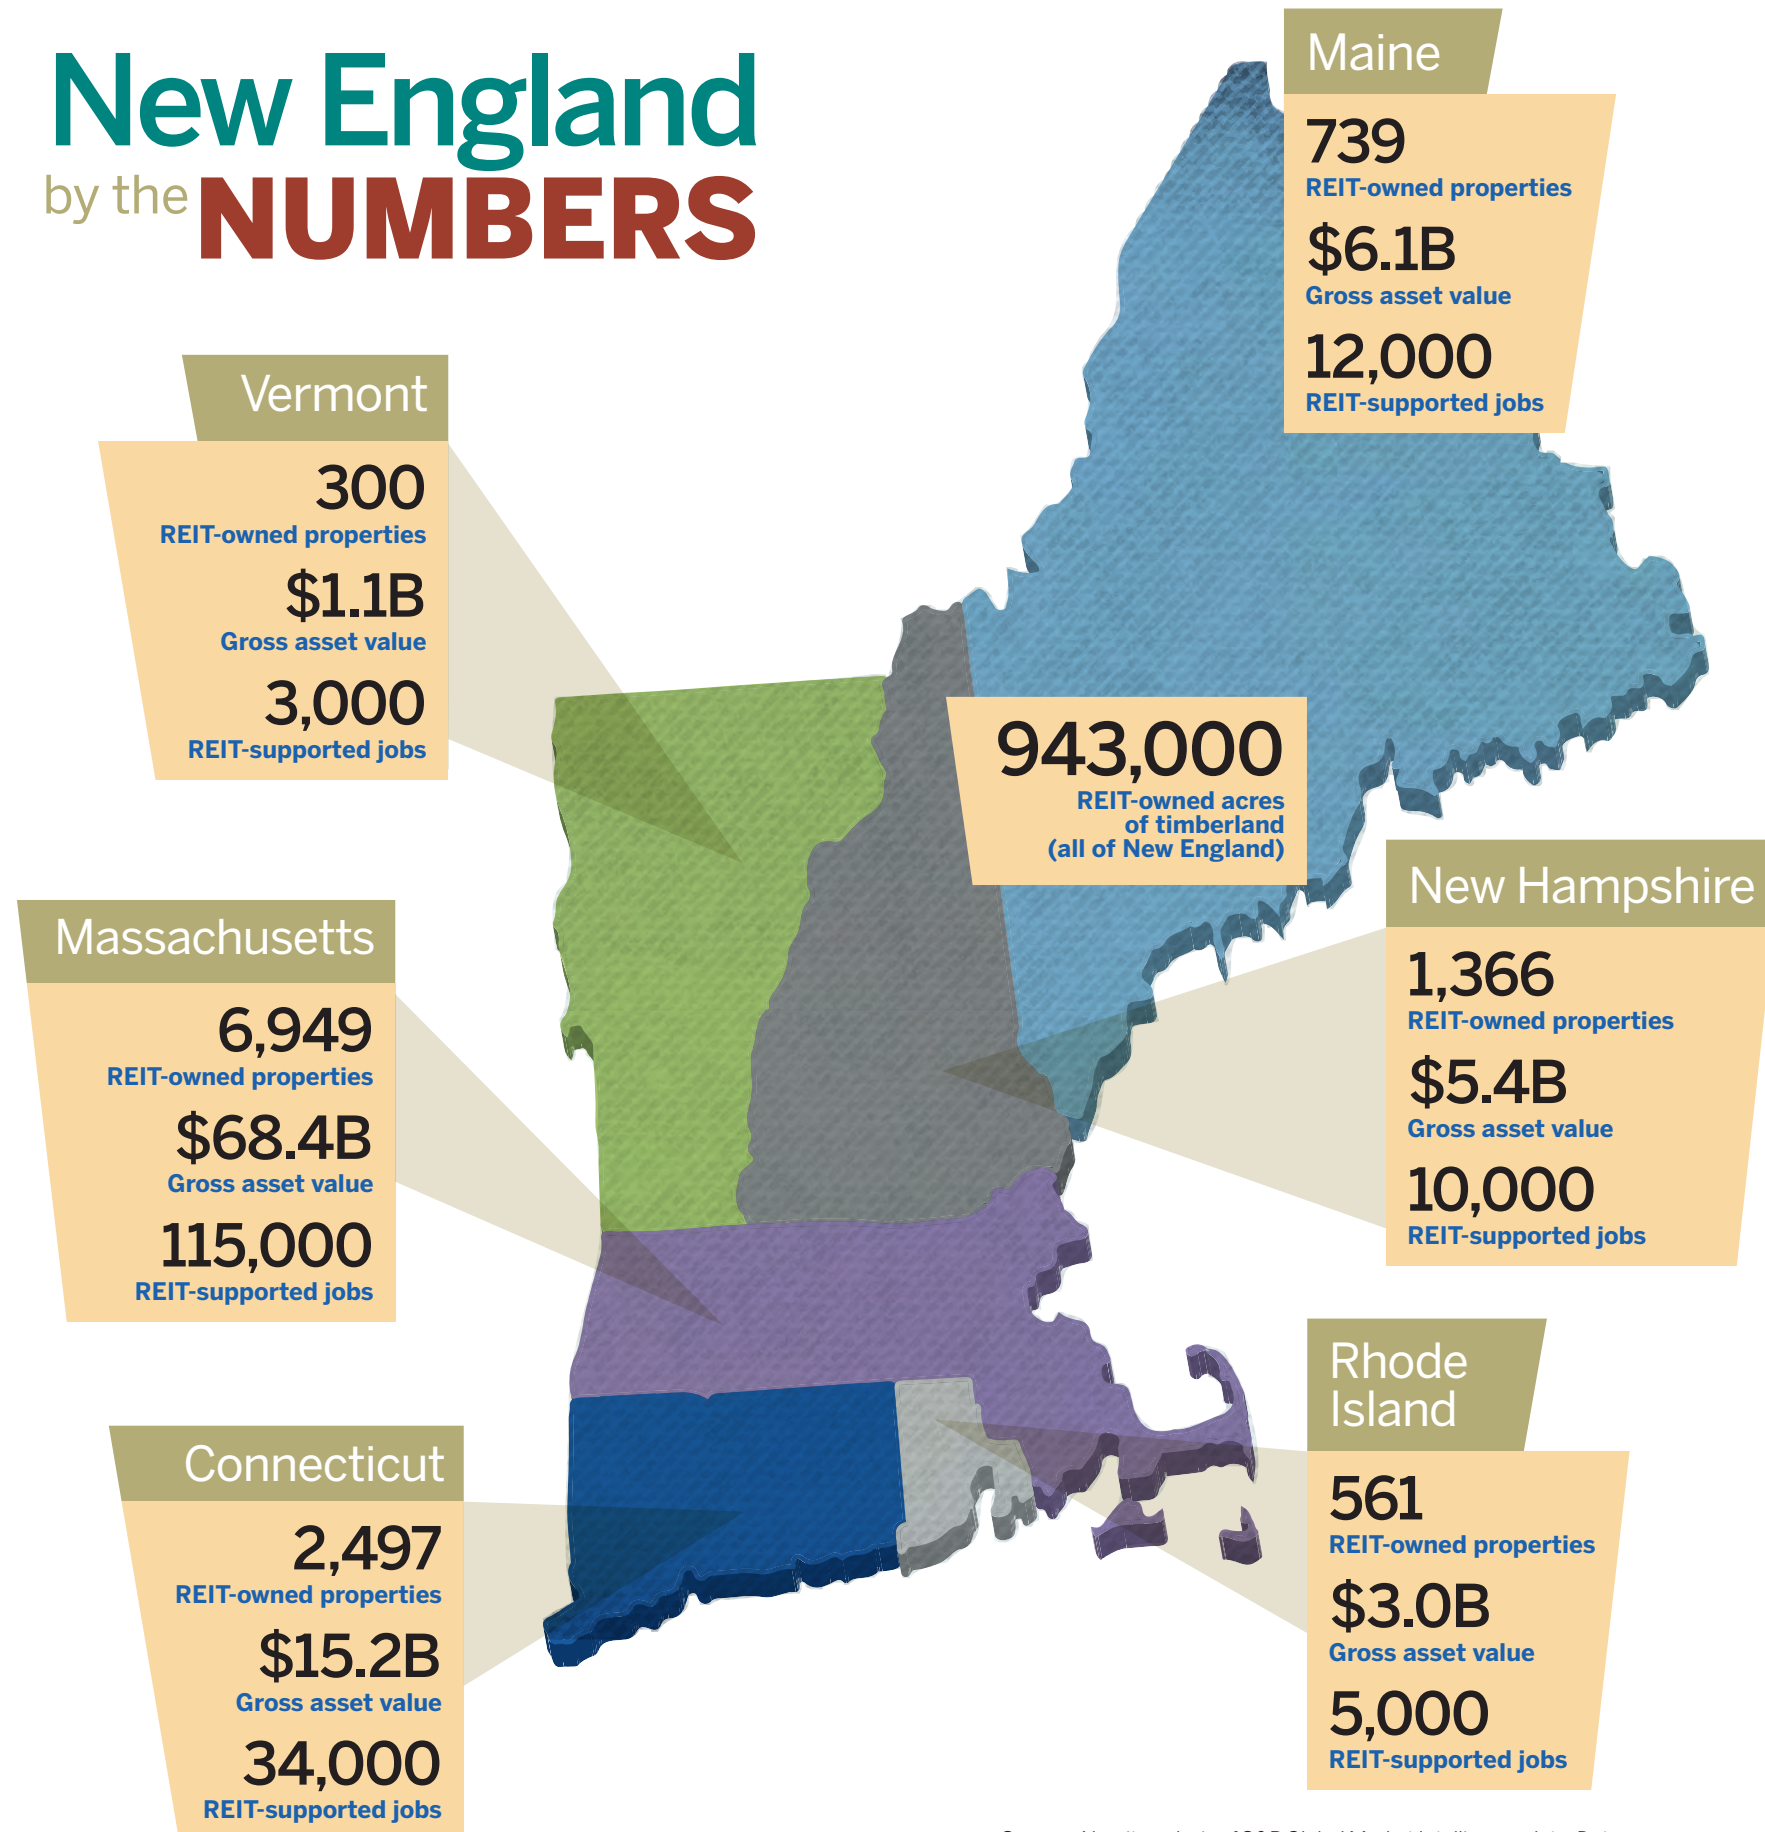 New England
by the NUMBERS
Maine
739
REIT-owned properties
$6.1B
Gross asset value
12,000
REIT-supported jobs
Vermont
300
REIT-owned properties
$1.1B
Gross asset value
3,000
REIT-supported jobs
943,000
REIT-owned acres
of timberland
(all of New England)
New Hampshire
1,366
REIT-owned properties
$5.4B
Gross asset value
10,000
REIT-supported jobs
Massachusetts
6,949
REIT-owned properties
$68.4B
Gross asset value
115,000
REIT-supported jobs
Rhode
Island
561
REIT-owned properties
$3.0B
Gross asset value
5,000
REIT-supported jobs
Connecticut
2,497
REIT-owned properties
$15.2B
Gross asset value
34,000
REIT-supported jobs